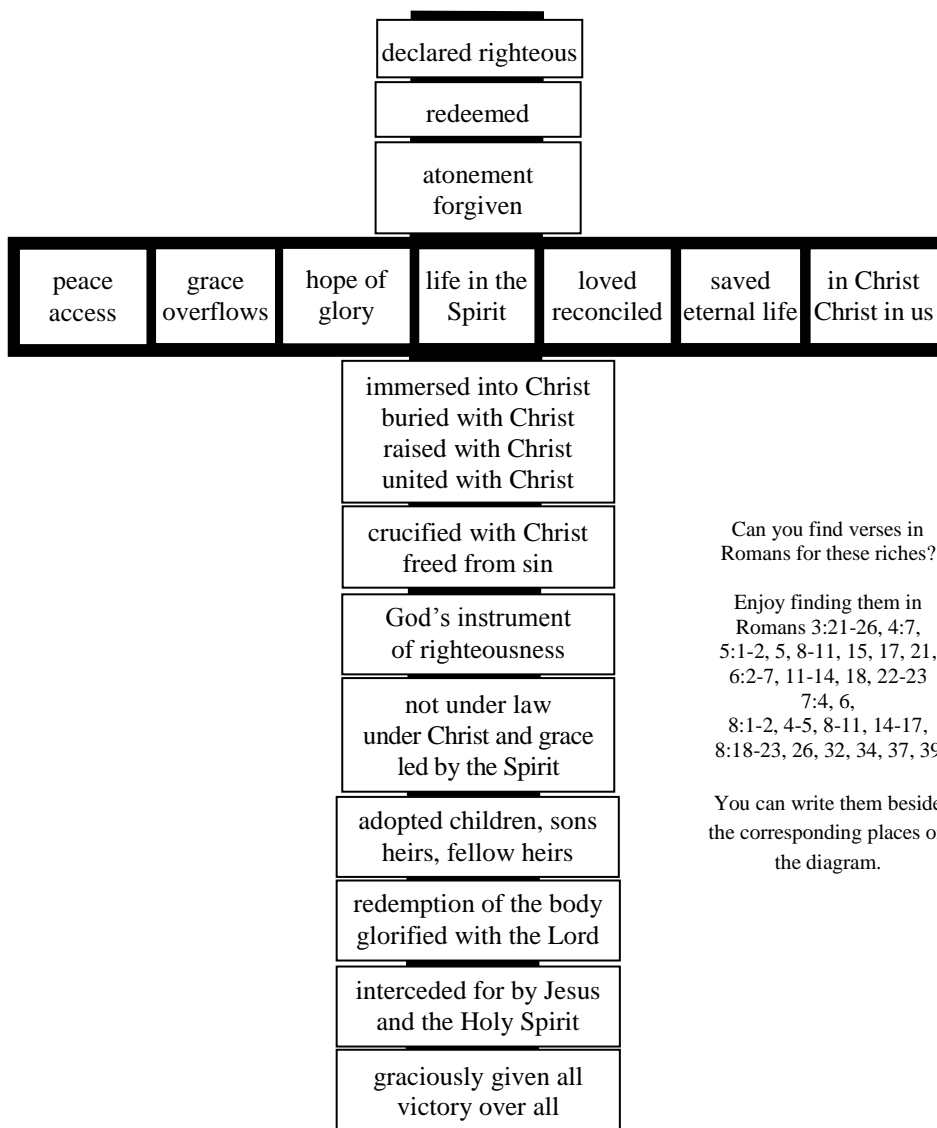 declared righteous
redeemed
atonement
forgiven
peace
access
grace
overflows
hope of
glory
life in the
Spirit
loved
reconciled
saved
eternal life
in Christ
Christ in us
immersed into Christ
buried with Christ
raised with Christ
united with Christ
crucified with Christ
freed from sin
God’s instrument
of righteousness
not under law
under Christ and grace
led by the Spirit
adopted children, sons
heirs, fellow heirs
redemption of the body
glorified with the Lord
interceded for by Jesus
and the Holy Spirit
graciously given all
victory over all
Can you find verses in
Romans for these riches?
Enjoy finding them in
Romans 3:21-26, 4:7,
5:1-2, 5, 8-11, 15, 17, 21,
6:2-7, 11-14, 18, 22-23
7:4, 6,
8:1-2, 4-5, 8-11, 14-17,
8:18-23, 26, 32, 34, 37, 39
You can write them
the corresponding places
the diagram.